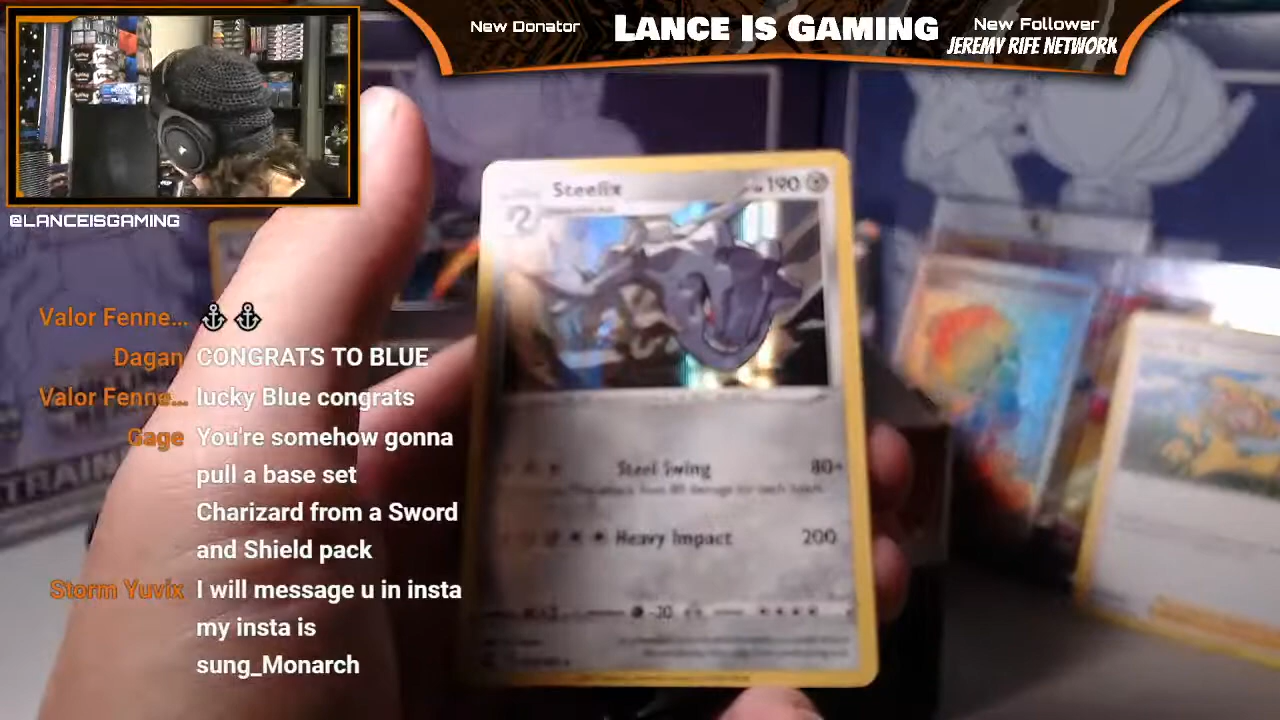 New Donator
LANCE IS GAMING
New Follower
JEREMY RIFE NETWORK
@LANCEISGAMING
Valor Fenne...
Dagan CONGRATS TO BLUE
Valor Fenne... lucky Blue congrats
Gage You're somehow gonna
pull a base set
Charizard from a Sword
and Shield pack
Storm Yuvix I will message u in insta
my insta is
sung_Monarch
Steelix 190
Steel Swing 80+
Heavy Impact 200
-30
TRAIN